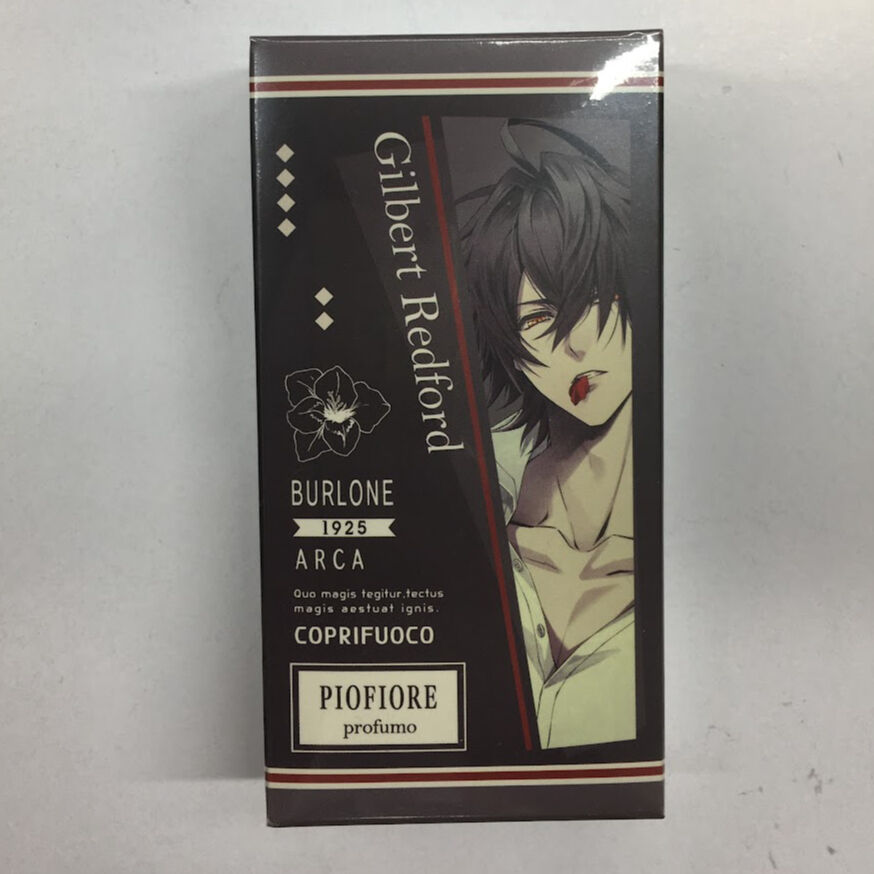 Gilbert Redford
BURLONE
1925
ARCA
Quo magis tegitur,tectus
magis aestuat ignis.
COPRIFUOCO
PIOFIORE
profumo